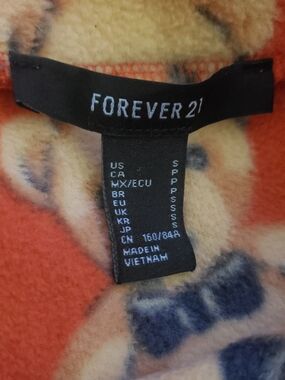 FOREVER 21
US S
CA P
MX/ECU P
BR P
EU S
UK S
KR S
JP S
CN 160/84A
MADE IN
VIETNAM